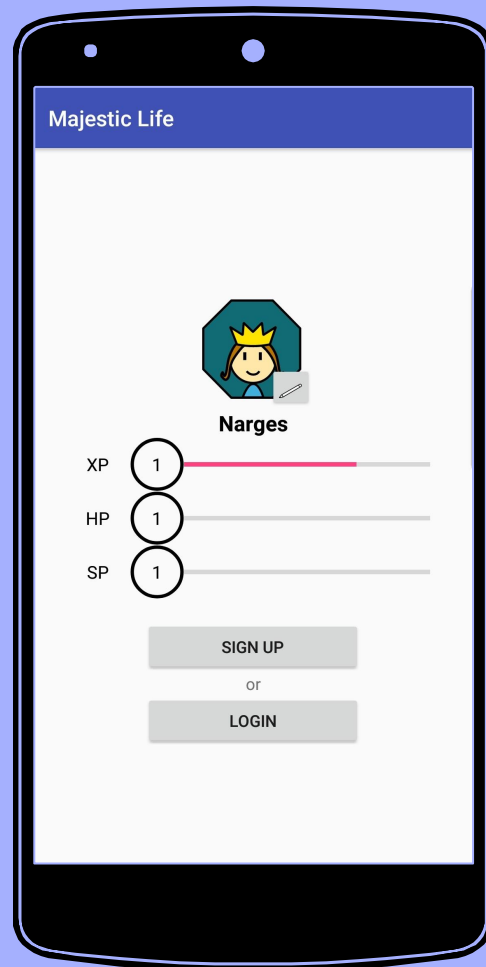 Majestic Life
Narges
XP 1
HP 1
SP 1
SIGN UP
or
LOGIN